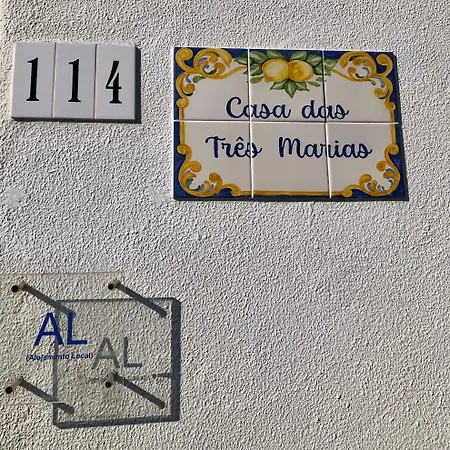 114
Casa das
Três Marias
AL
(Alojamento Local)